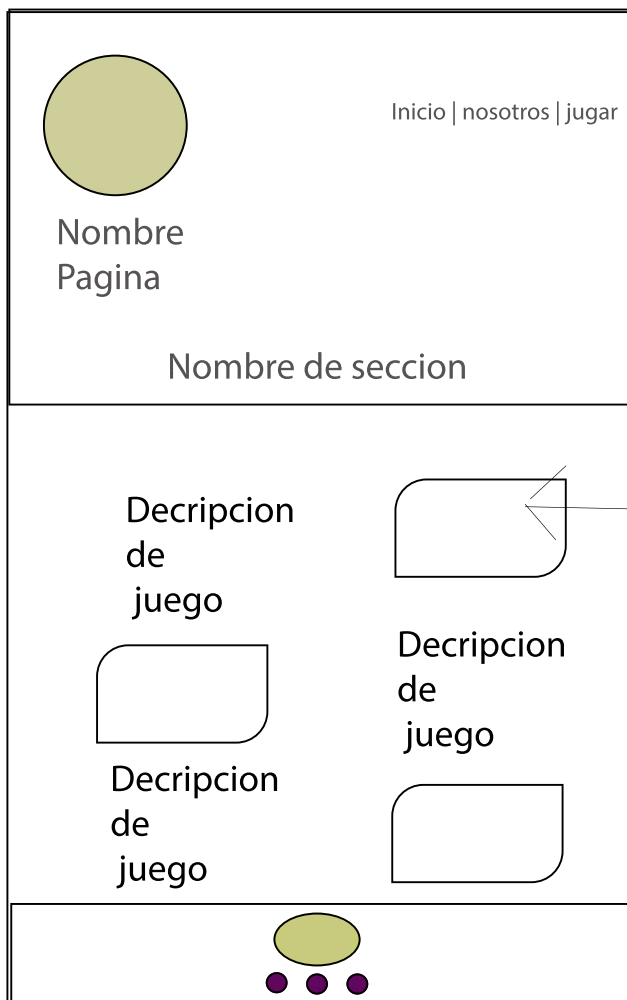 Inicio | nosotros | jugar
Nombre
Pagina
Nombre de seccion
Decripcion
de
juego
Decripcion
de
juego
Decripcion
de
juego